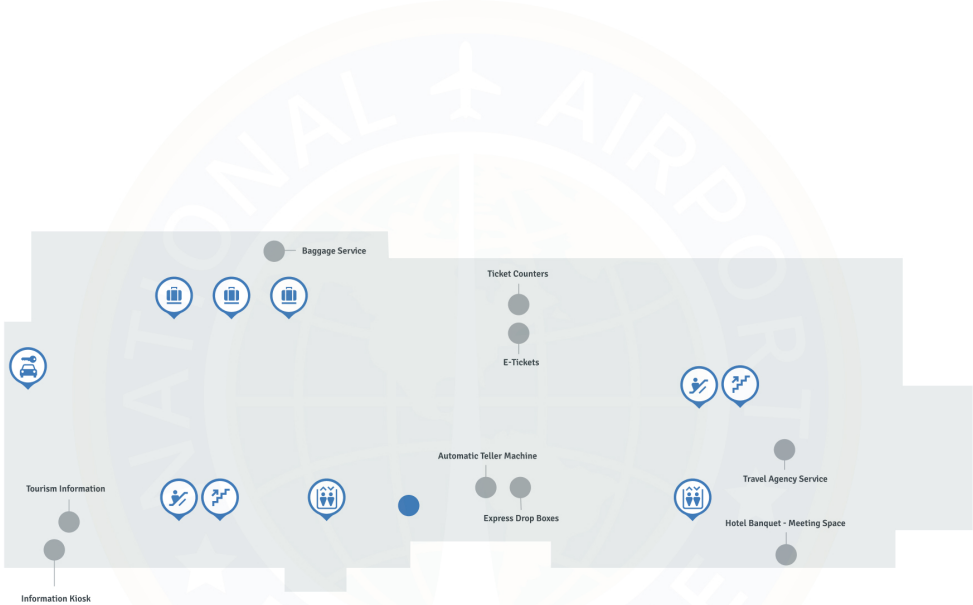 NATIONAL AIRPORT
Baggage Service
Ticket Counters
E-Tickets
Automatic Teller Machine
Travel Agency Service
Tourism Information
Express Drop Boxes
Hotel Banquet - Meeting Space
Information Kiosk